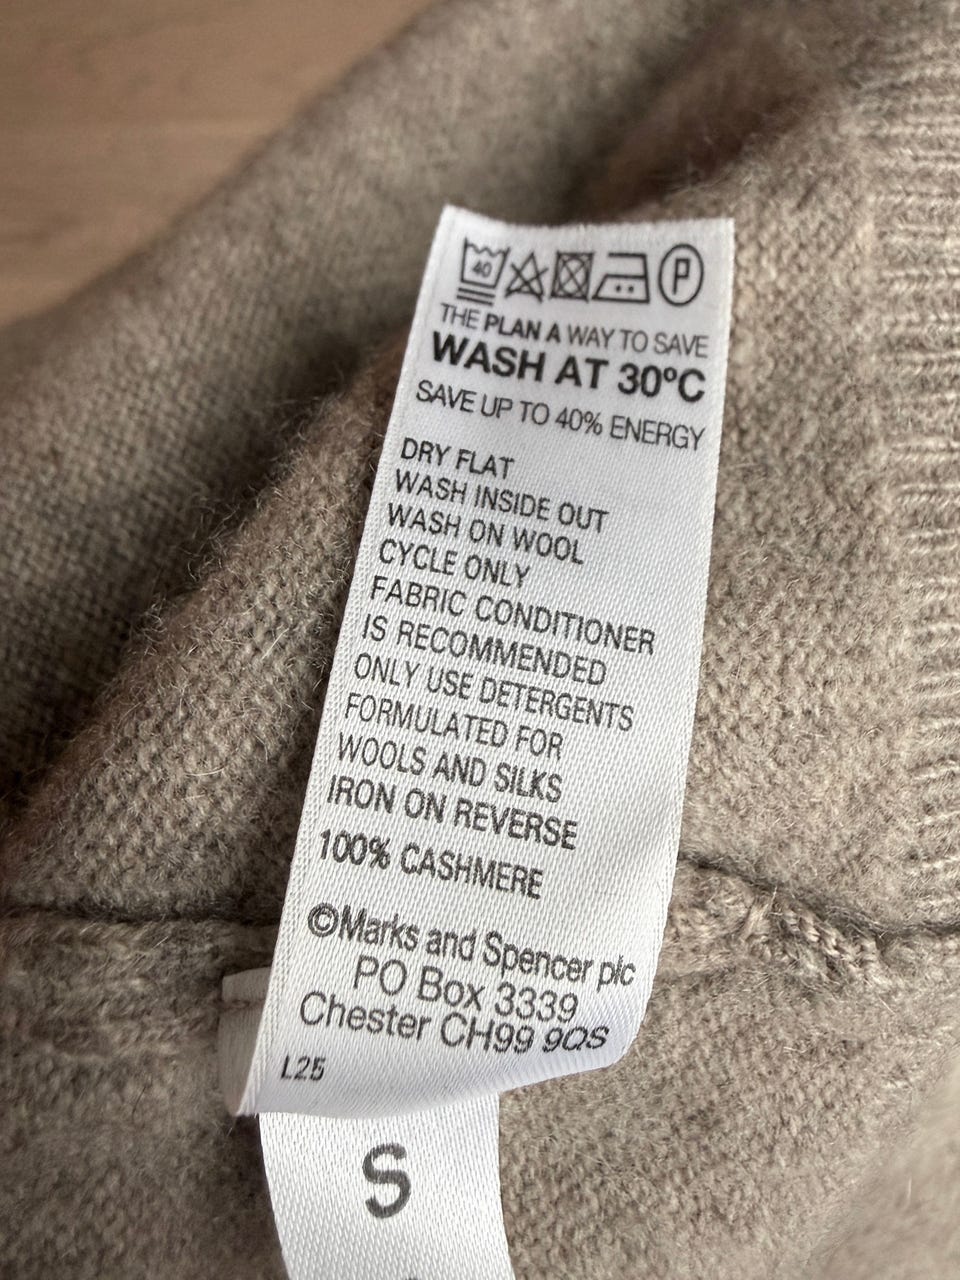 40 P
THE PLAN A WAY TO SAVE
WASH AT 30ºC
SAVE UP TO 40% ENERGY
DRY FLAT
WASH INSIDE OUT
WASH ON WOOL
CYCLE ONLY
FABRIC CONDITIONER
IS RECOMMENDED
ONLY USE DETERGENTS
FORMULATED FOR
WOOLS AND SILKS
IRON ON REVERSE
100% CASHMERE
©Marks and Spencer plc
PO Box 3339
Chester CH99 9QS
L25
S